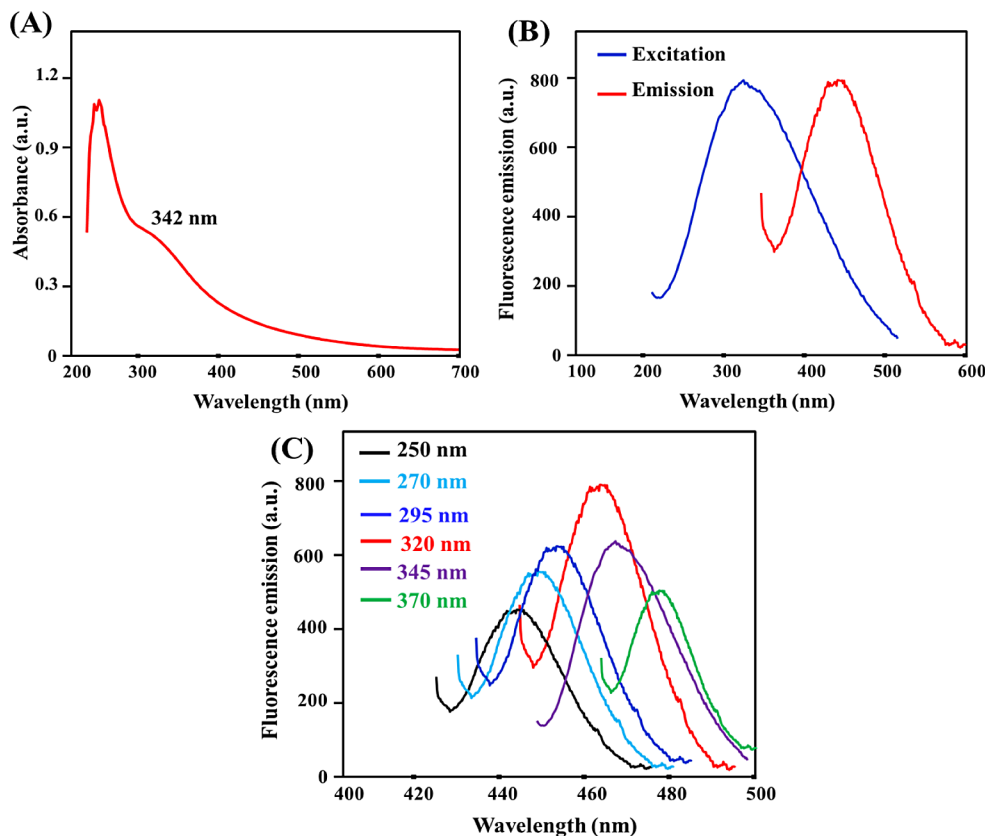 (A)
1.2
0.9
0.6
0.3
0
342 nm
200 300 400 500 600 700
Absorbance (a.u.)
Wavelength (nm)
(B)
Excitation
Emission
800
600
400
200
0
100 200 300 400 500 600
Fluorescence emission (a.u.)
Wavelength (nm)
(C)
250 nm
270 nm
295 nm
320 nm
345 nm
370 nm
800
600
400
200
0
400 420 440 460 480 500
Fluorescence emission (a.u.)
Wavelength (nm)